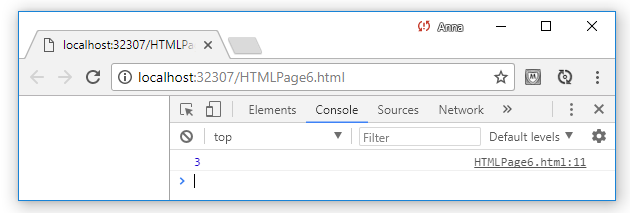 Anna
localhost:32307/HTMLPa
localhost:32307/HTMLPage6.html
Elements Console Sources Network
top Filter Default levels
3 HTMLPage6.html:11